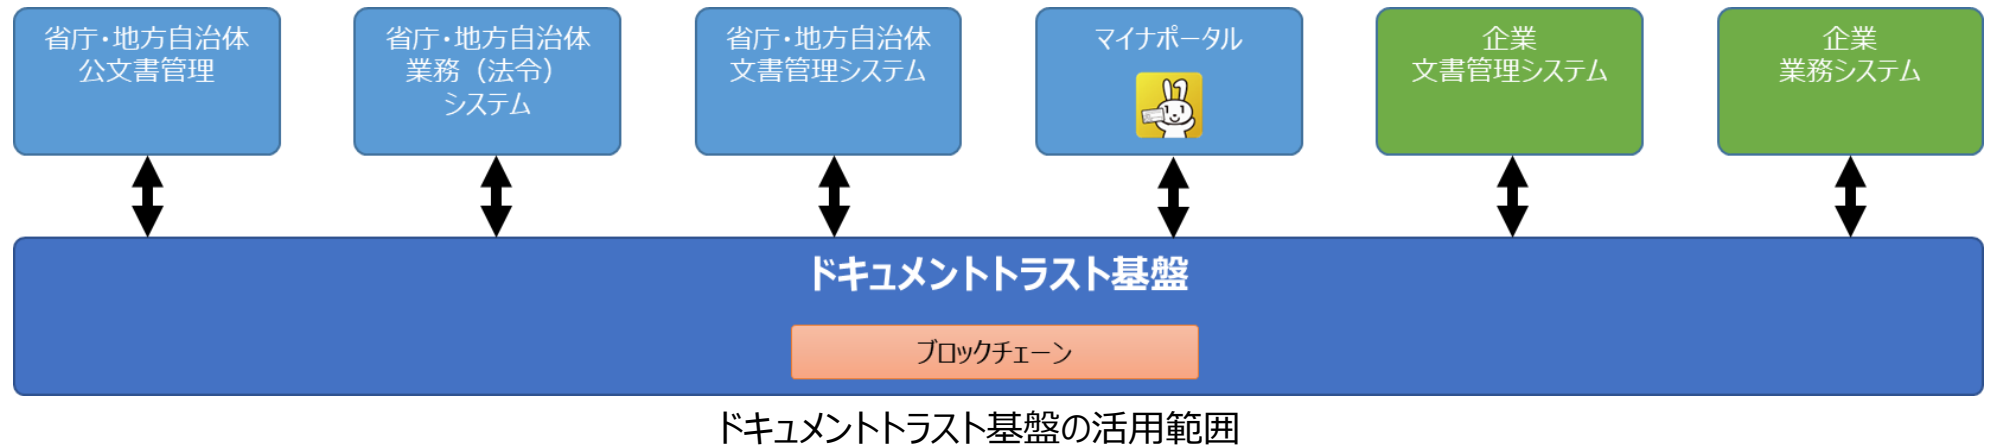 省庁・地方自治体
公文書管理
省庁・地方自治体
業務（法令）
システム
省庁・地方自治体
文書管理システム
マイナポータル
企業
文書管理システム
企業
業務システム
ドキュメントトラスト基盤
ブロックチェーン
ドキュメントトラスト基盤の活用範囲